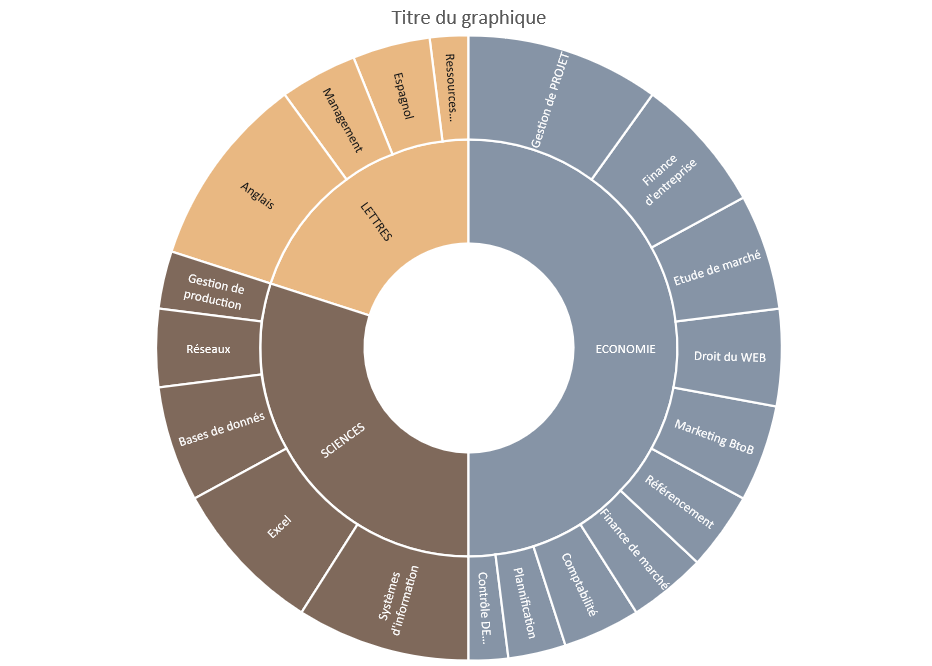 Titre du graphique
Gestion de PROJET
Finance
d'entreprise
Etude de marché
Droit du WEB
Marketing BtoB
Référencement
Finance de marché
Comptabilité
Plannification
Contrôle DE...
Systèmes
d'information
Excel
Bases de donnés
Réseaux
Gestion de
production
Anglais
Management
Espagnol
Ressources...
ECONOMIE
SCIENCES
LETTRES